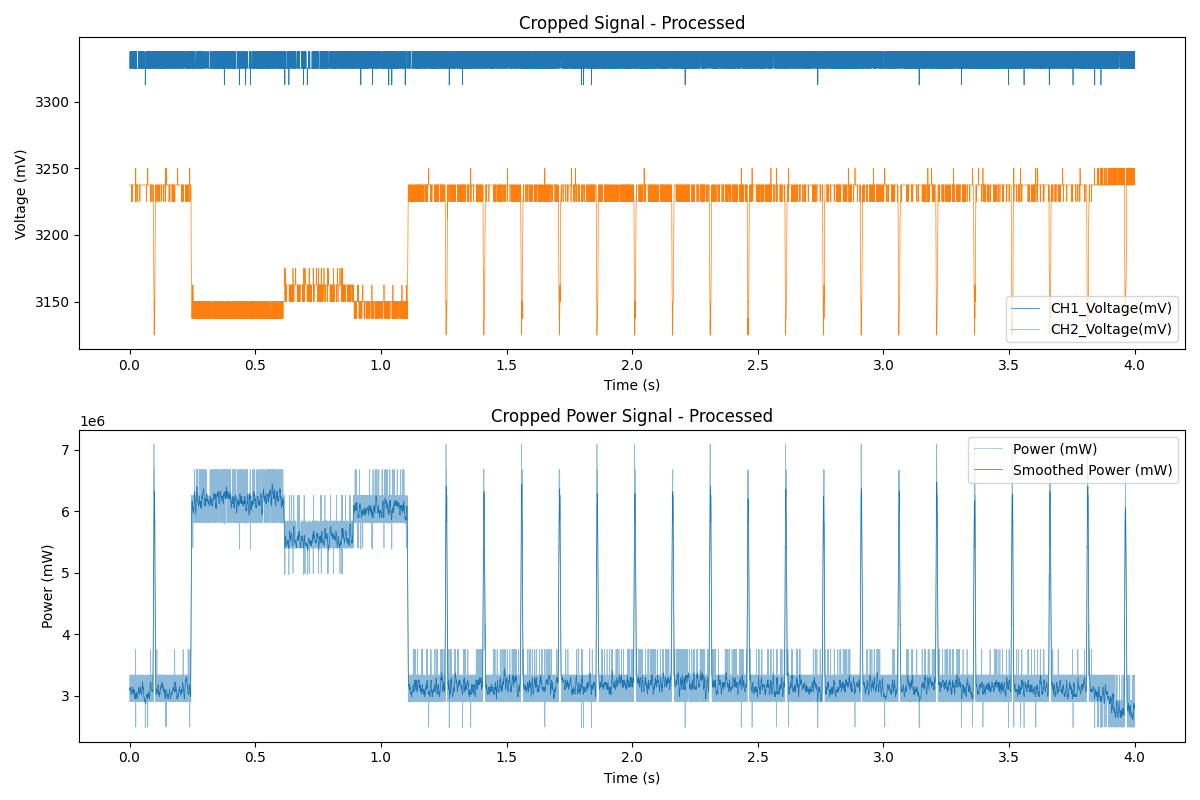 Cropped Signal - Processed
Voltage (mV)
3300
3250
3200
3150
CH1_Voltage(mV)
CH2_Voltage(mV)
0.0 0.5 1.0 1.5 2.0 2.5 3.0 3.5 4.0
Time (s)
Cropped Power Signal - Processed
1e6
Power (mW)
7
6
5
4
3
Power (mW)
Smoothed Power (mW)
0.0 0.5 1.0 1.5 2.0 2.5 3.0 3.5 4.0
Time (s)